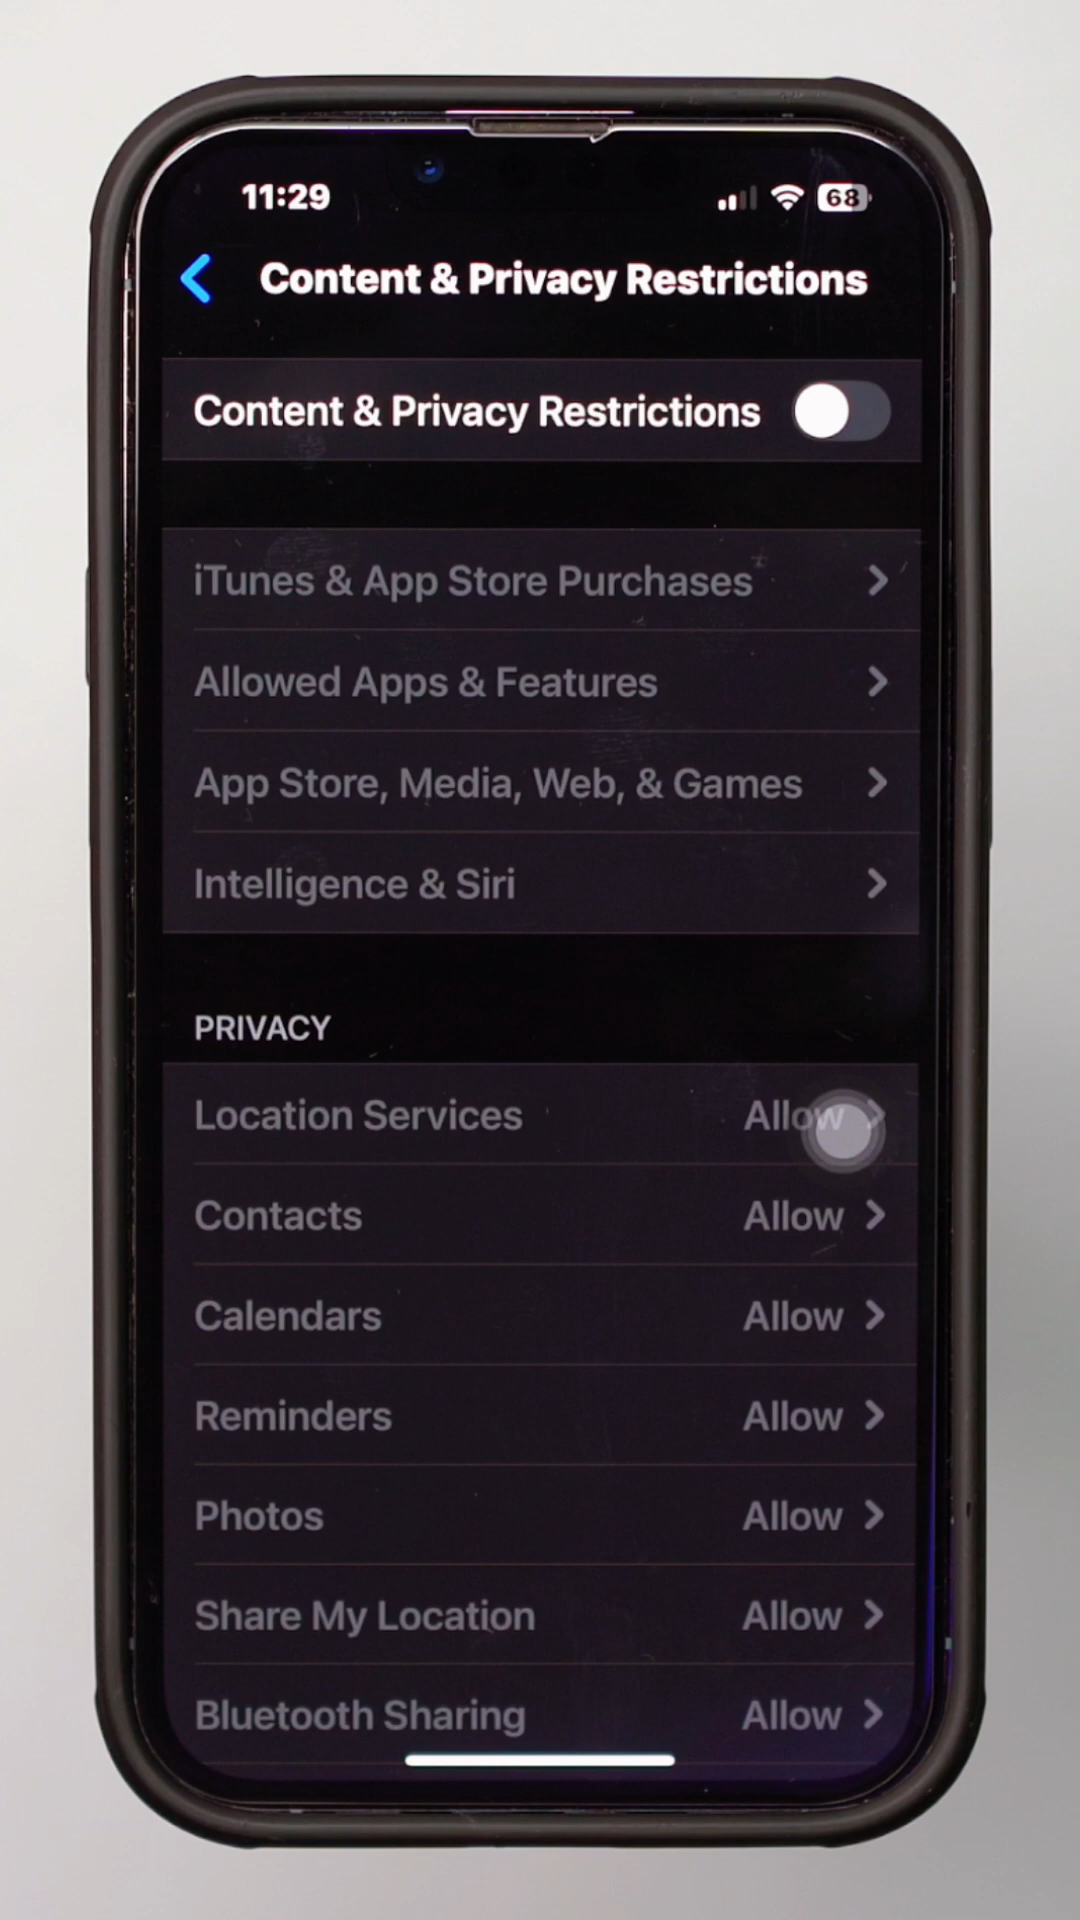 11:29
68
Content & Privacy Restrictions
Content & Privacy Restrictions
iTunes & App Store Purchases
Allowed Apps & Features
App Store, Media, Web, & Games
Intelligence & Siri
PRIVACY
Location Services Allow
Contacts Allow
Calendars Allow
Reminders Allow
Photos Allow
Share My Location Allow
Bluetooth Sharing Allow